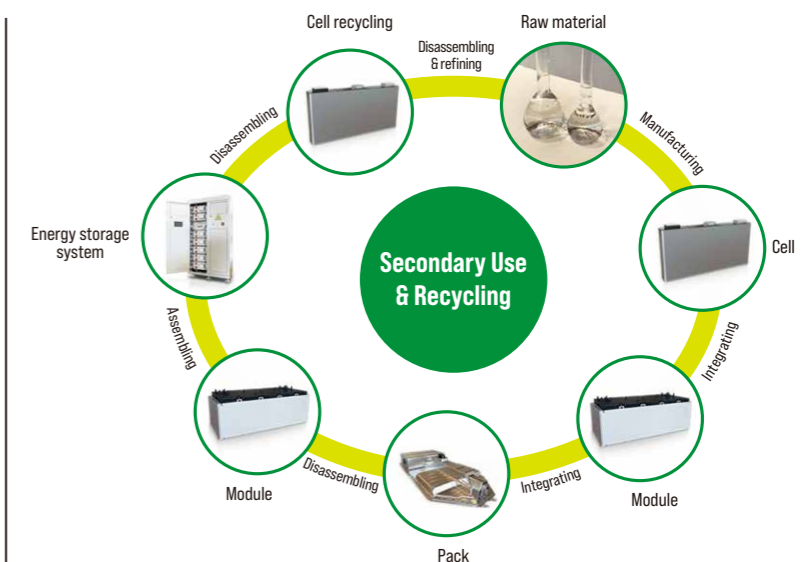 Cell recycling
Disassembling
& refining
Raw material
Manufacturing
Cell
Integrating
Module
Integrating
Pack
Disassembling
Module
Assembling
Energy storage
system
Disassembling
Secondary Use
& Recycling